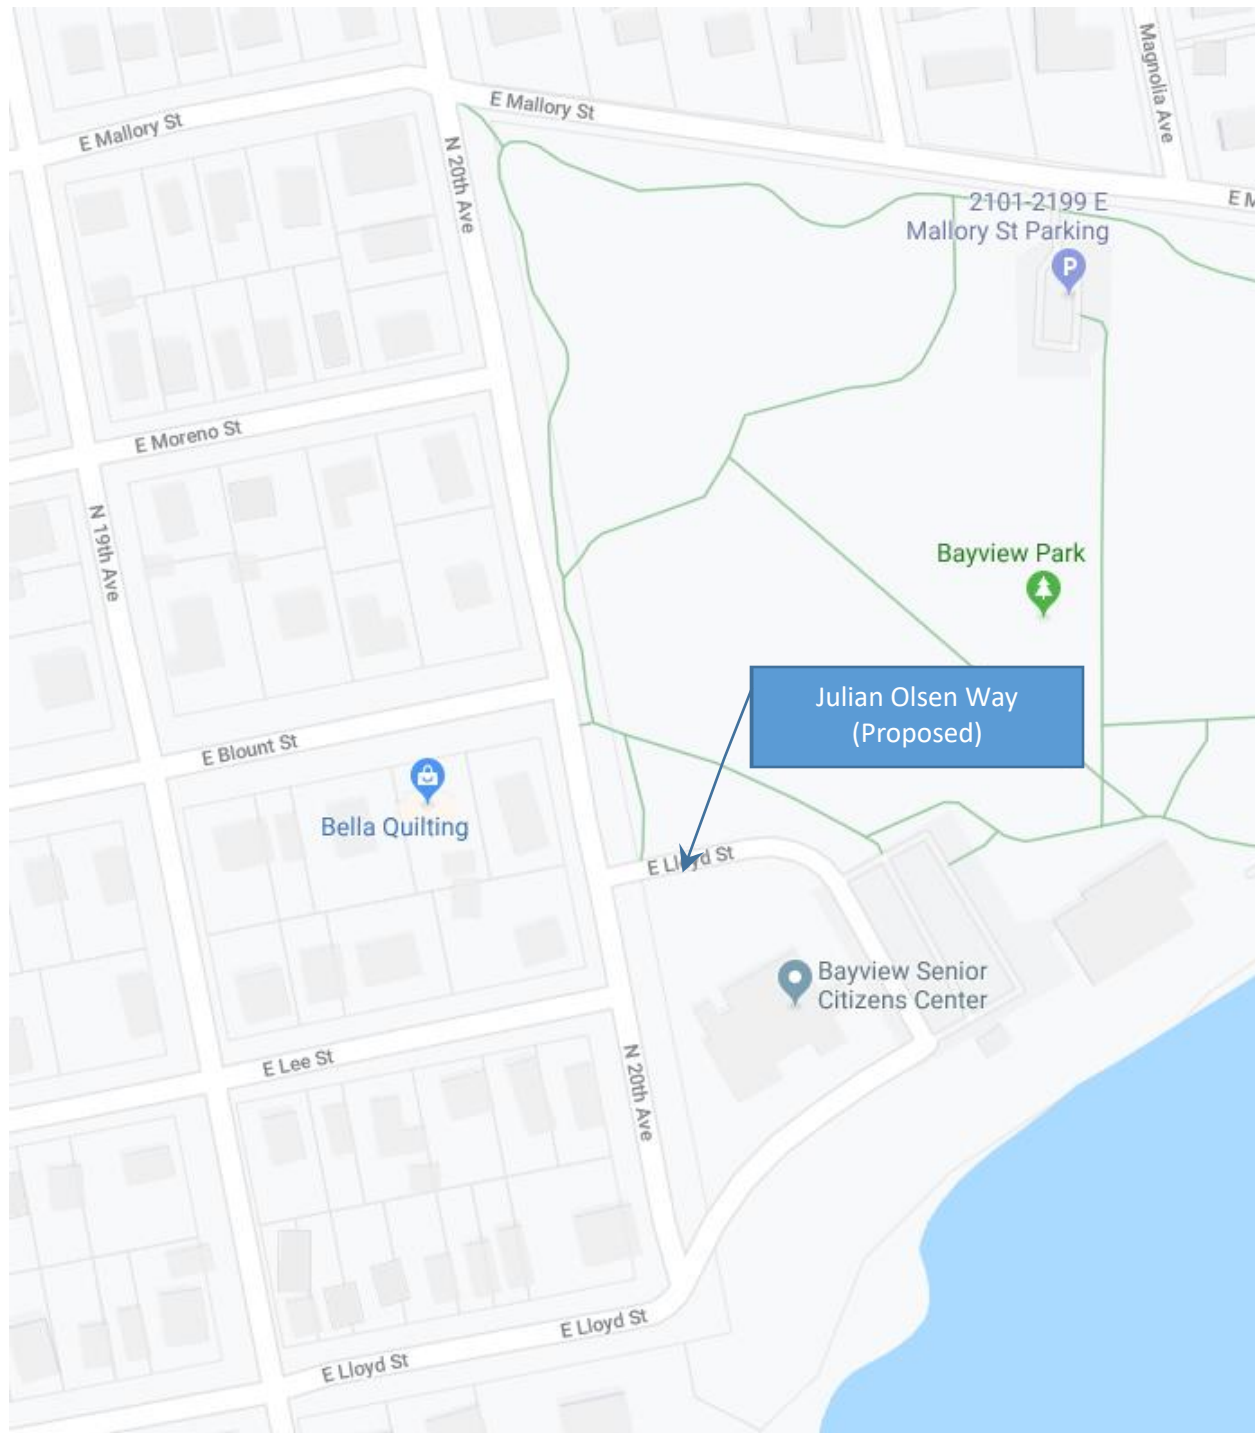 Magnolia Ave
E Mallory St
E Mallory St
N 20th Ave
2101-2199 E
Mallory St Parking
P
E M
E Moreno St
N 19th Ave
Bayview Park
Julian Olsen Way
(Proposed)
E Blount St
Bella Quilting
E Lloyd St
Bayview Senior
Citizens Center
E Lee St
N 20th Ave
E Lloyd St
E Lloyd St